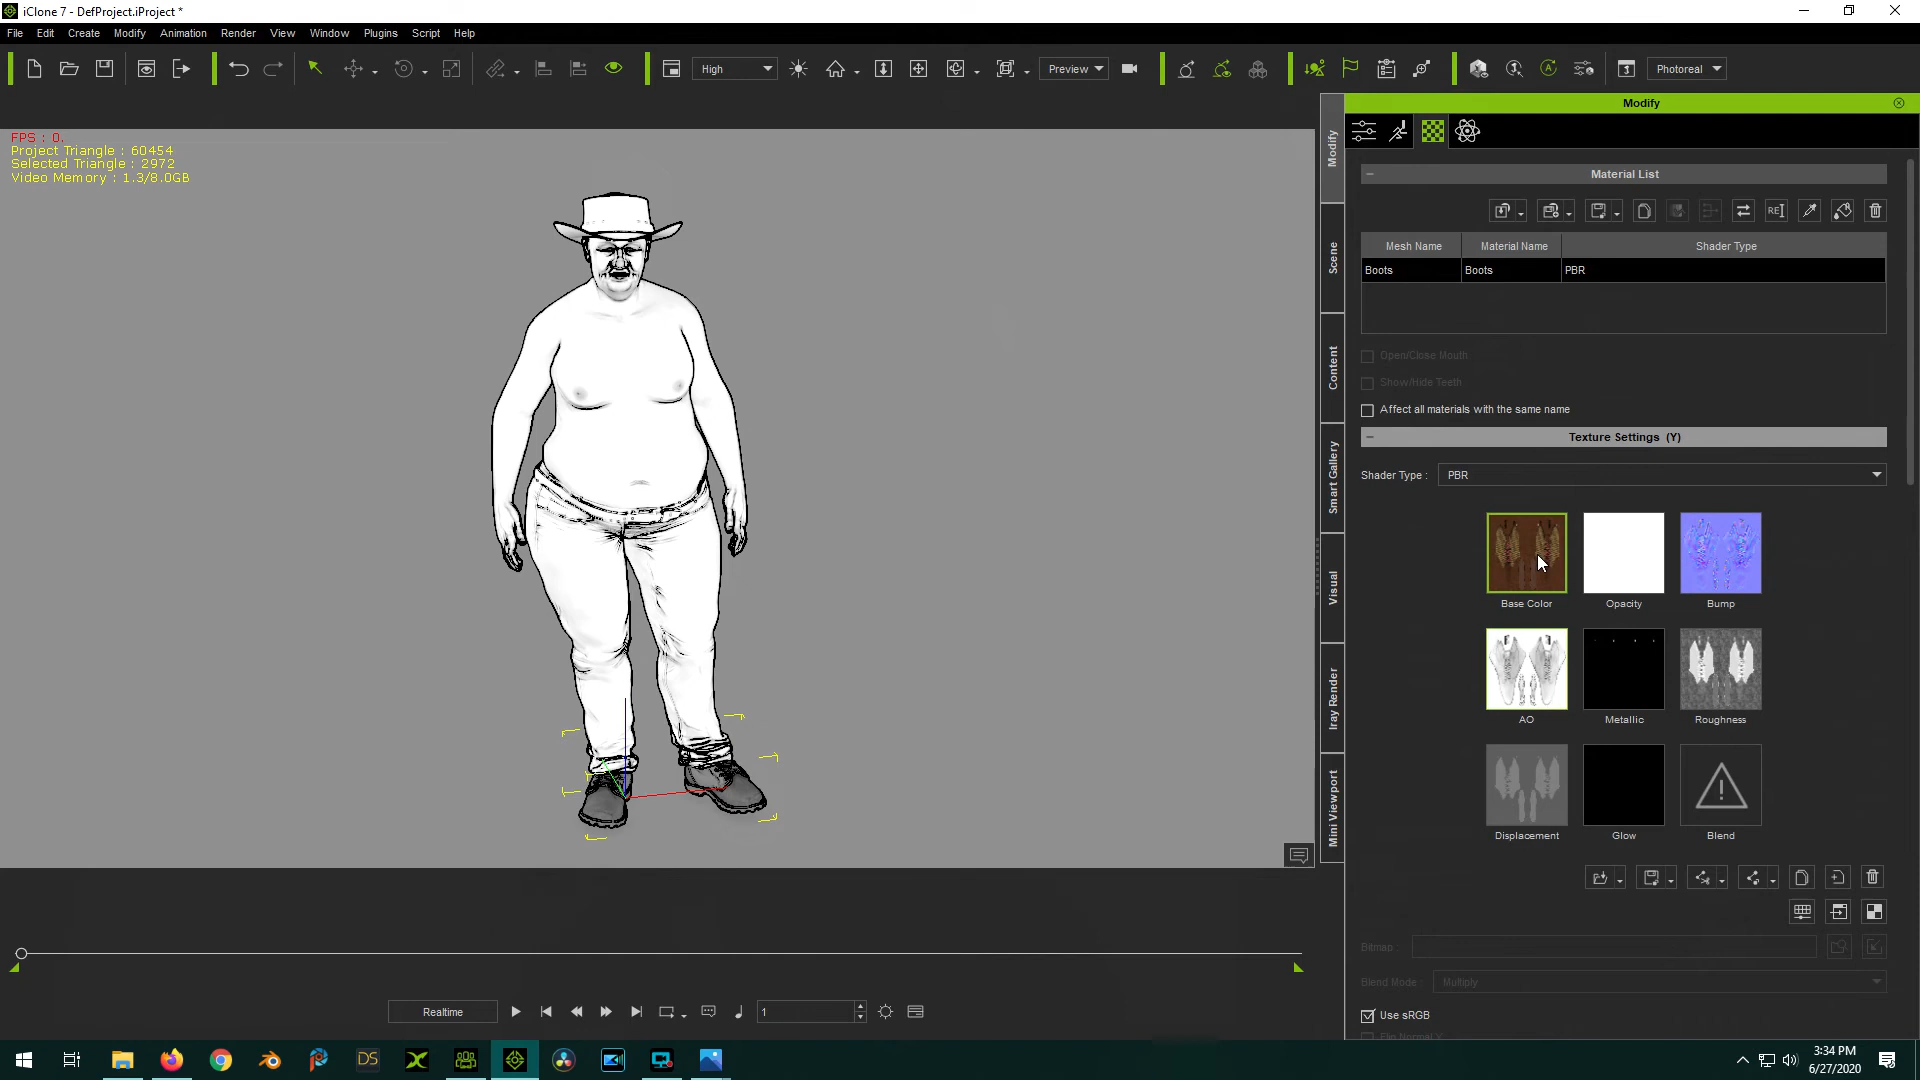 iClone 7 - DefProject.iProject *
File Edit Create Modify Animation Render View Window Plugins Script Help
High Preview Photoreal
FPS : 0.
Project Triangle : 60454
Selected Triangle : 2972
Video Memory : 1.3/8.0GB
Modify
Scene
Content
Smart Gallery
Visual
Iray Render
Mini Viewport
Modify
Material List
REI
Mesh Name Material Name Shader Type
Boots Boots PBR
Open/Close Mouth
Show/Hide Teeth
Affect all materials with the same name
Texture Settings (Y)
Shader Type : PBR
Base Color Opacity Bump
AO Metallic Roughness
Displacement Glow Blend
Bitmap :
Blend Mode : Multiply
Use sRGB
Flip Normal Y
Realtime 1
DS
3:34 PM
6/27/2020